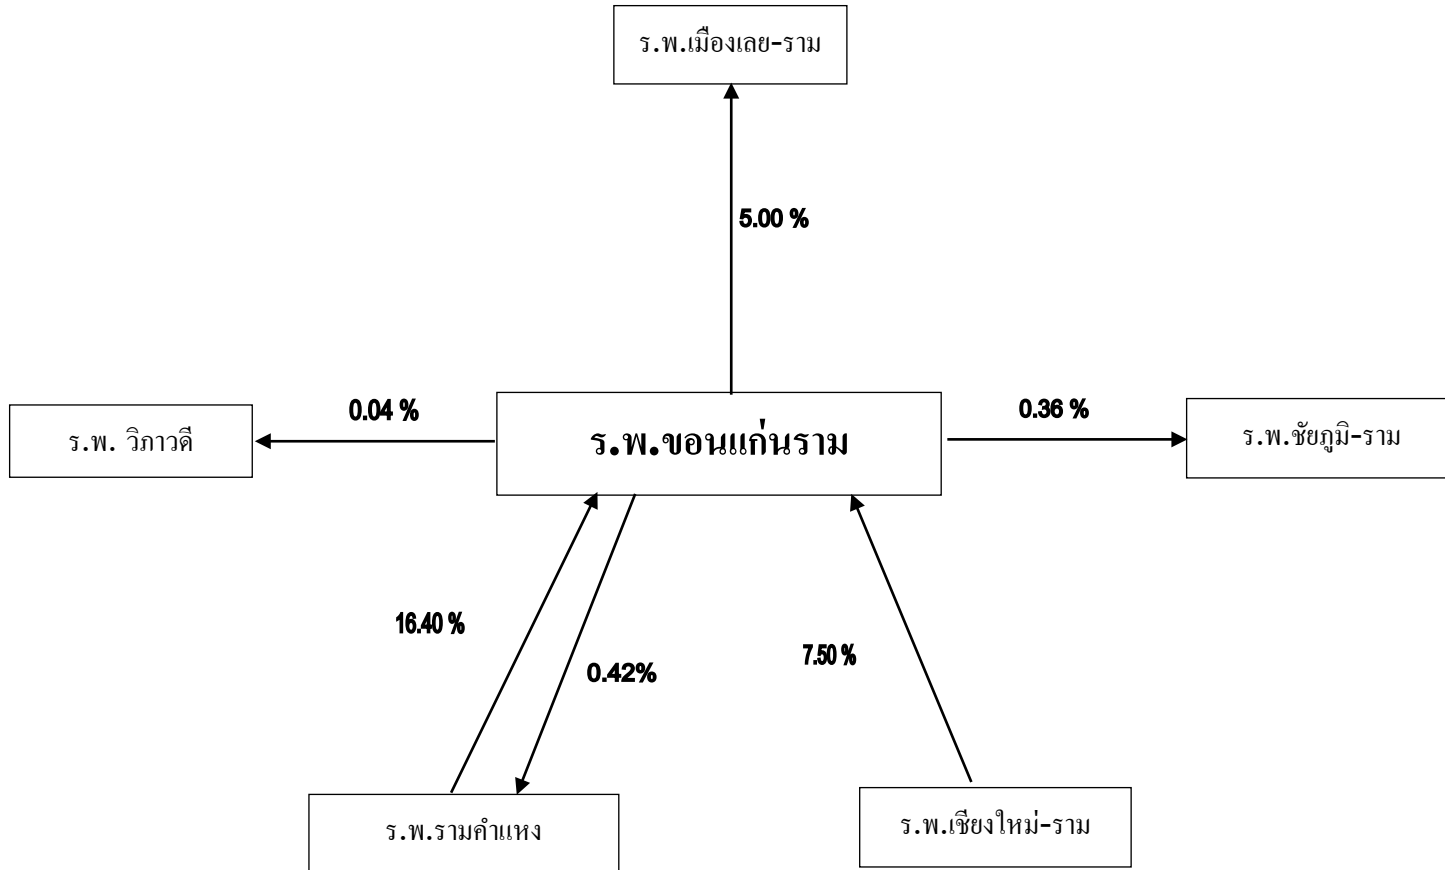 ร.พ.เมืองเลย-ราม
5.00 %
0.04 %
0.36 %
ร.พ. วิภาวดี
ร.พ.ขอนแก่นราม
ร.พ.ชัยภูมิ-ราม
16.40 %
0.42%
7.50 %
ร.พ.รามคำแหง
ร.พ.เชียงใหม่-ราม